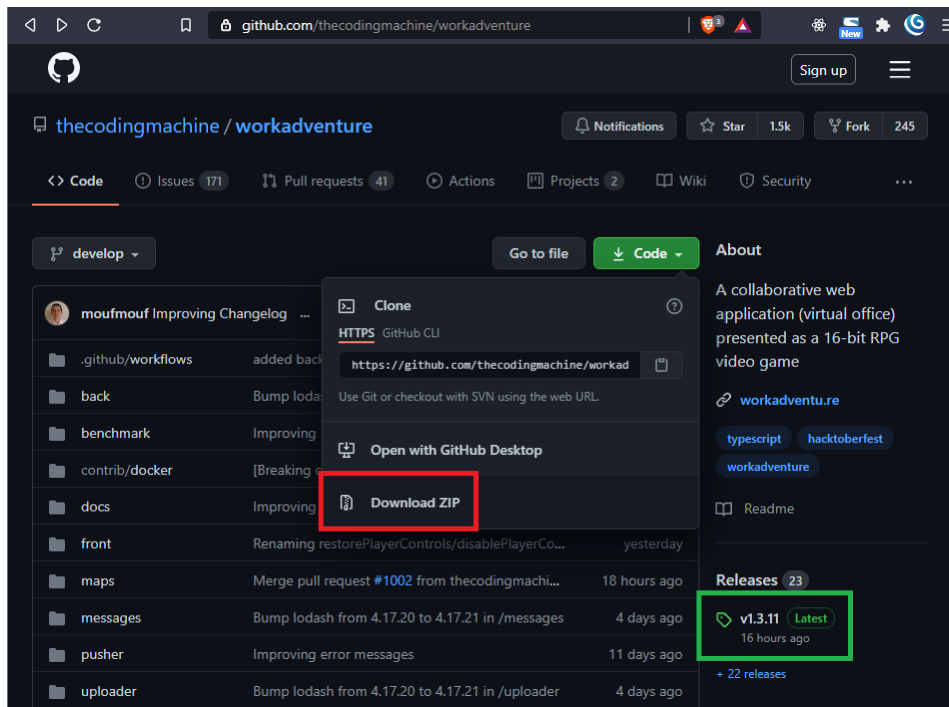 github.com/thecodingmachine/workadventure
3
New
Sign up
thecodingmachine / workadventure
Notifications
Star 1.5k
Fork 245
<> Code
Issues 171
Pull requests 41
Actions
Projects 2
Wiki
Security
...
develop
Go to file
Code
About
A collaborative web
application (virtual office)
presented as a 16-bit RPG
video game
workadventu.re
typescript hacktoberfest
workadventure
Readme
Releases 23
v1.3.11 Latest
16 hours ago
+ 22 releases
Clone
HTTPS GitHub CLI
https://github.com/thecodingmachine/workad
Use Git or checkout with SVN using the web URL.
Open with GitHub Desktop
Download ZIP
moufmouf Improving Changelog ...
.github/workflows added back
back Bump loda
benchmark Improving
contrib/docker [Breaking
docs Improving
front Renaming restorePlayerControls/disablePlayerCo... yesterday
maps Merge pull request #1002 from thecodingmachi... 18 hours ago
messages Bump lodash from 4.17.20 to 4.17.21 in /messages 4 days ago
pusher Improving error messages 11 days ago
uploader Bump lodash from 4.17.20 to 4.17.21 in /uploader 4 days ago